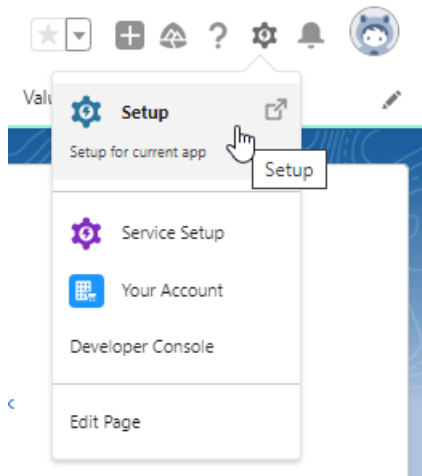 ?
Valu
Setup
Setup for current app
Setup
Service Setup
Your Account
Developer Console
Edit Page